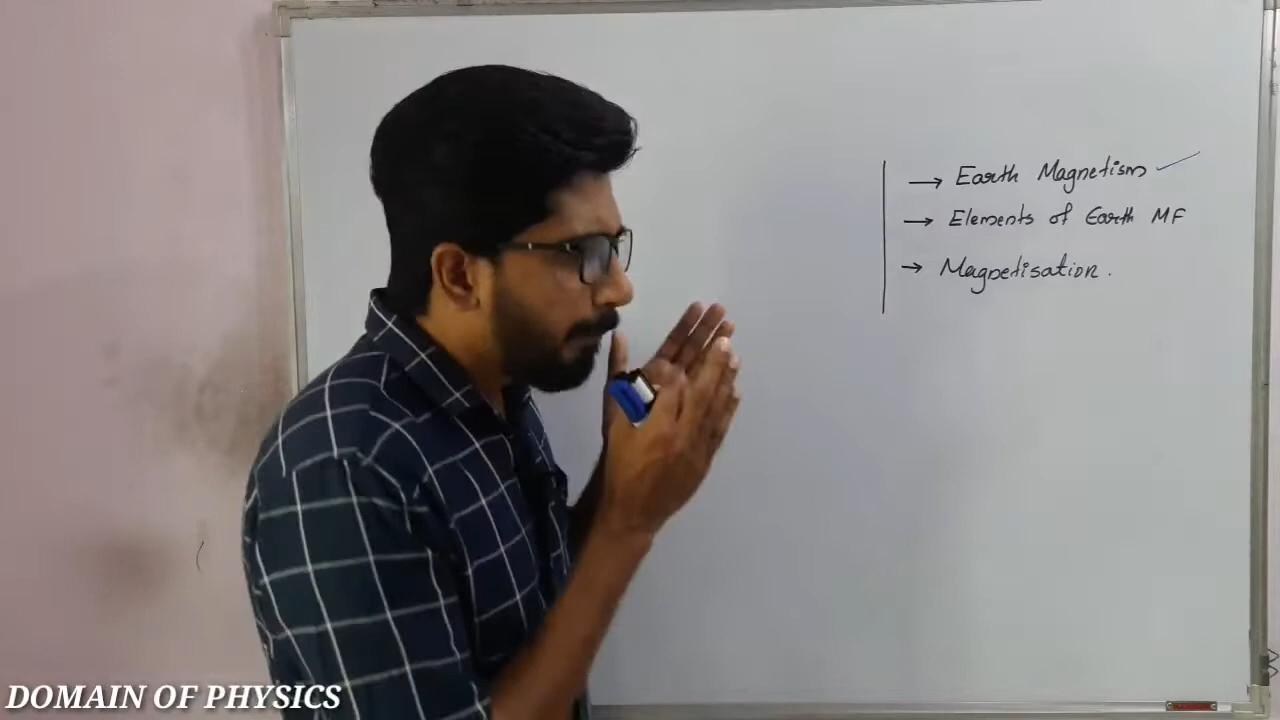 → Earth Magnetism ✓
→ Elements of Earth MF
→ Magnetisation.
DOMAIN OF PHYSICS